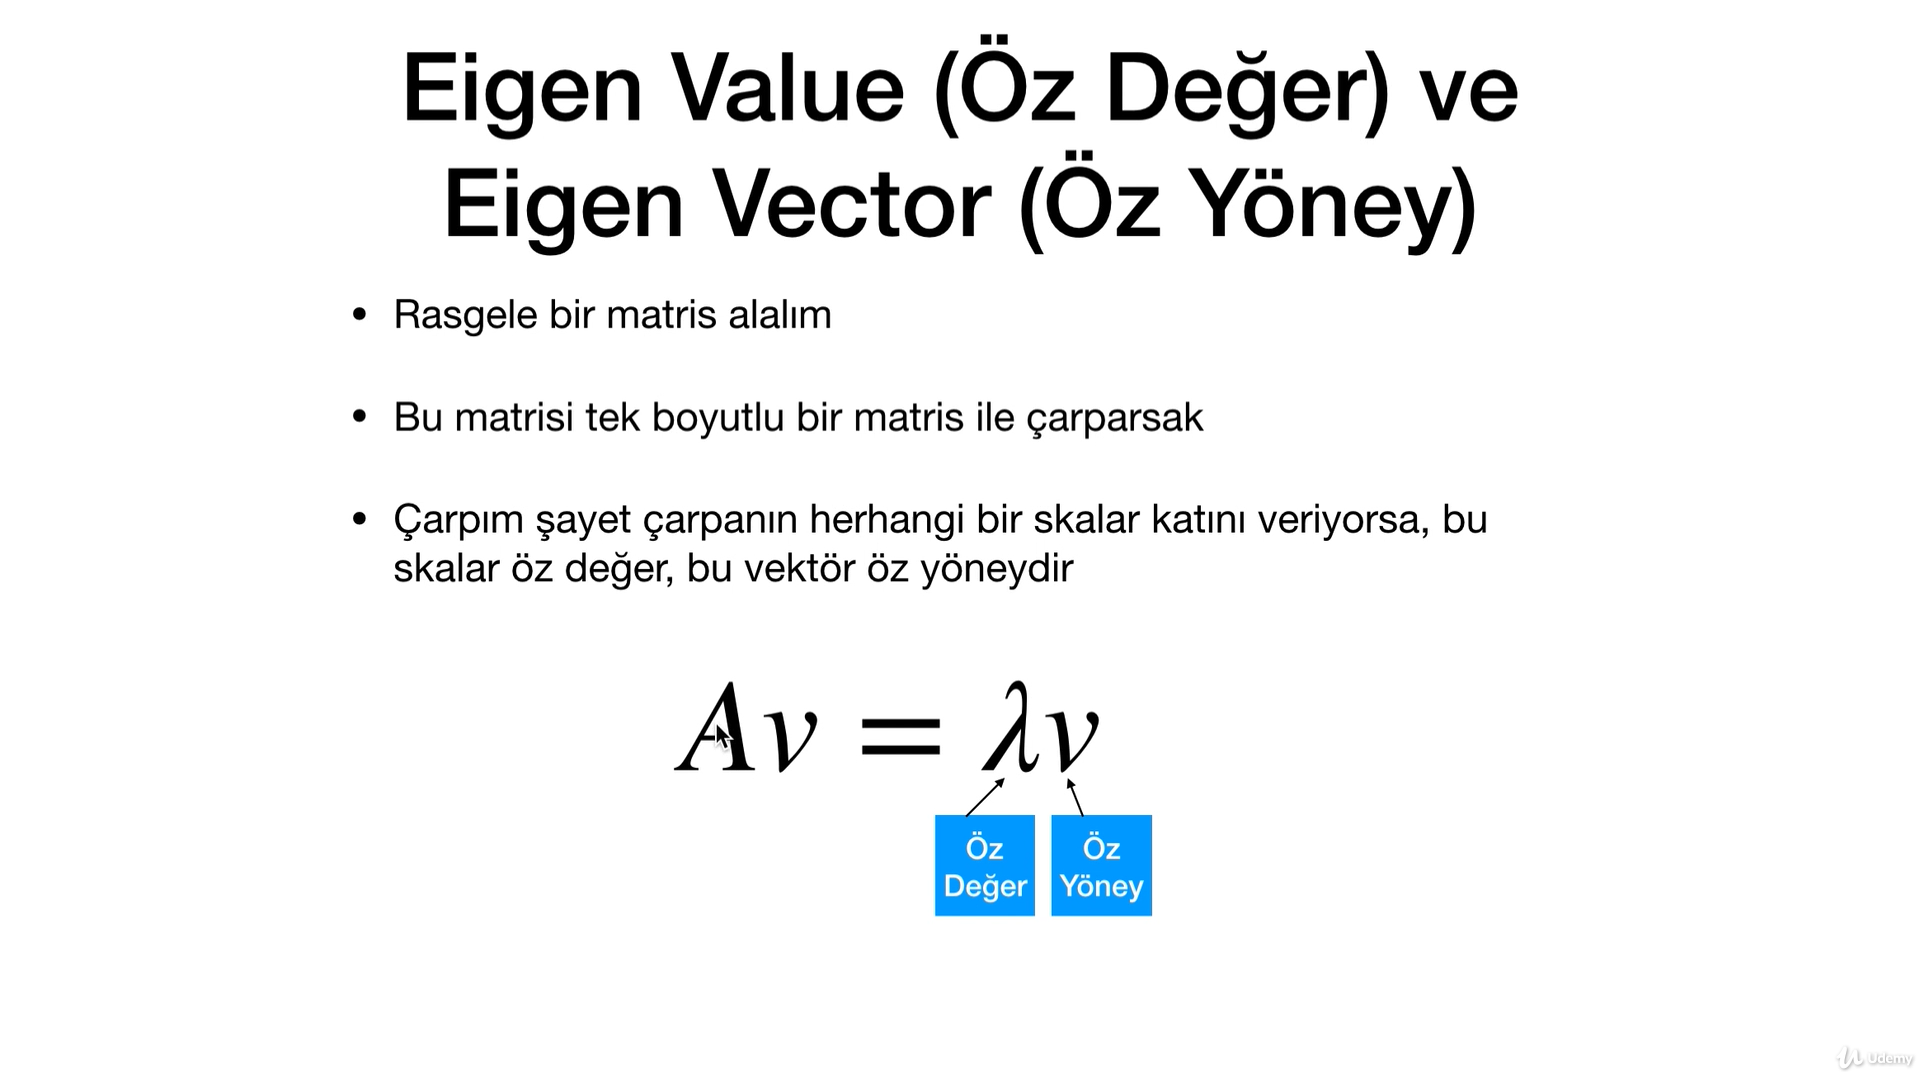 Eigen Value (Öz Değer) ve
Eigen Vector (Öz Yöney)
• Rasgele bir matris alalım
• Bu matrisi tek boyutlu bir matris ile çarparsak
• Çarpım şayet çarpanın herhangi bir skalar katını veriyorsa, bu
skalar öz değer, bu vektör öz yöneydir
Av = λv
Öz
Değer
Öz
Yöney
Udemy